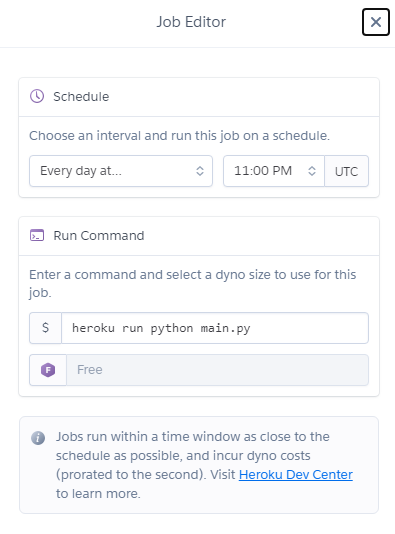 Job Editor
Schedule
Choose an interval and run this job on a schedule.
Every day at...
11:00 PM
UTC
Run Command
Enter a command and select a dyno size to use for this
job.
$
heroku run python main.py
F
Free
i
Jobs run within a time window as close to the
schedule as possible, and incur dyno costs
(prorated to the second). Visit Heroku Dev Center
to learn more.